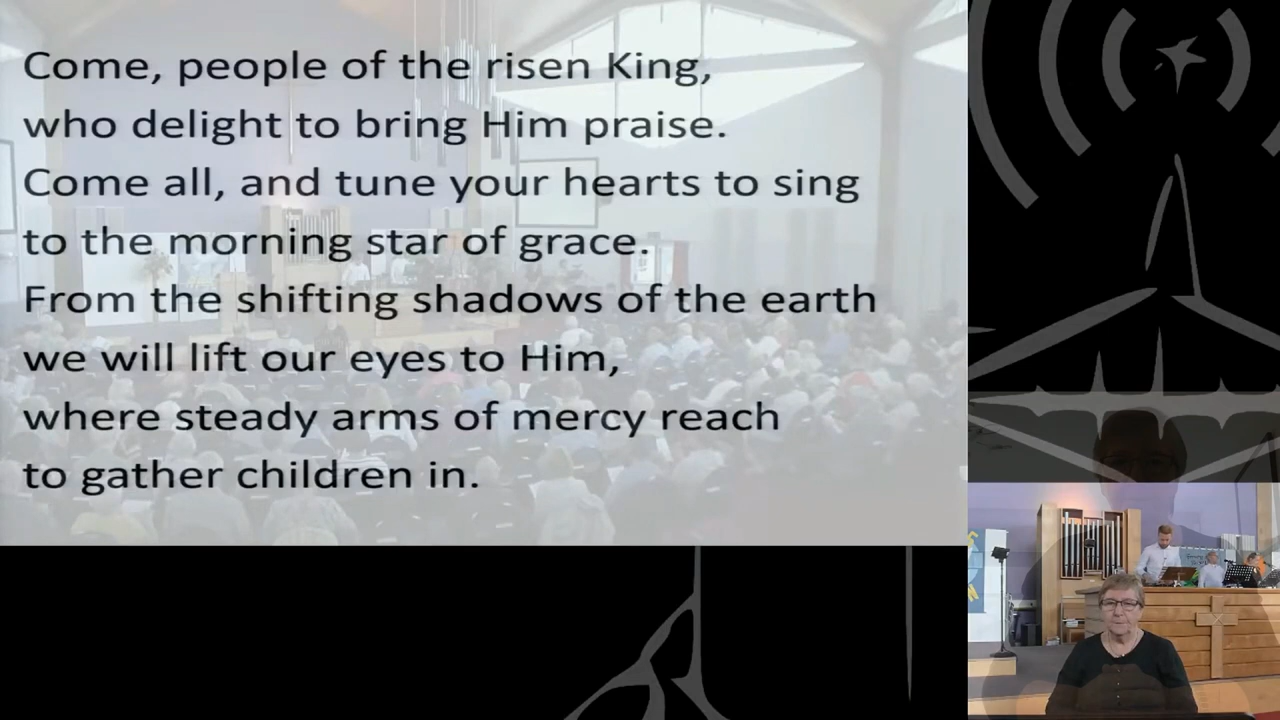 Come, people of the risen King,
who delight to bring Him praise.
Come all, and tune your hearts to sing
to the morning star of grace.
From the shifting shadows of the earth
we will lift our eyes to Him,
where steady arms of mercy reach
to gather children in.